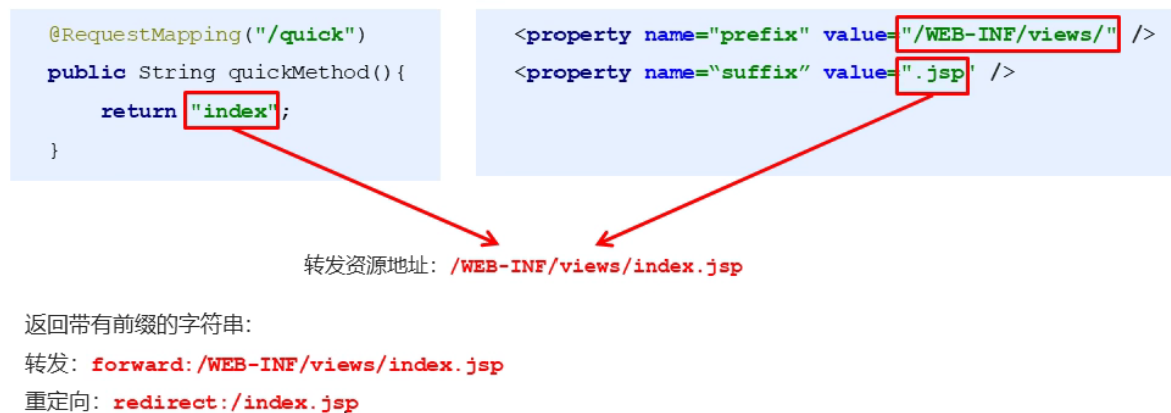 @RequestMapping("/quick")
public String quickMethod(){
return "index";
}
<property name="prefix" value="/WEB-INF/views/" />
<property name=“suffix” value=".jsp" />
转发资源地址：/WEB-INF/views/index.jsp
返回带有前缀的字符串：
转发：forward:/WEB-INF/views/index.jsp
重定向：redirect:/index.jsp